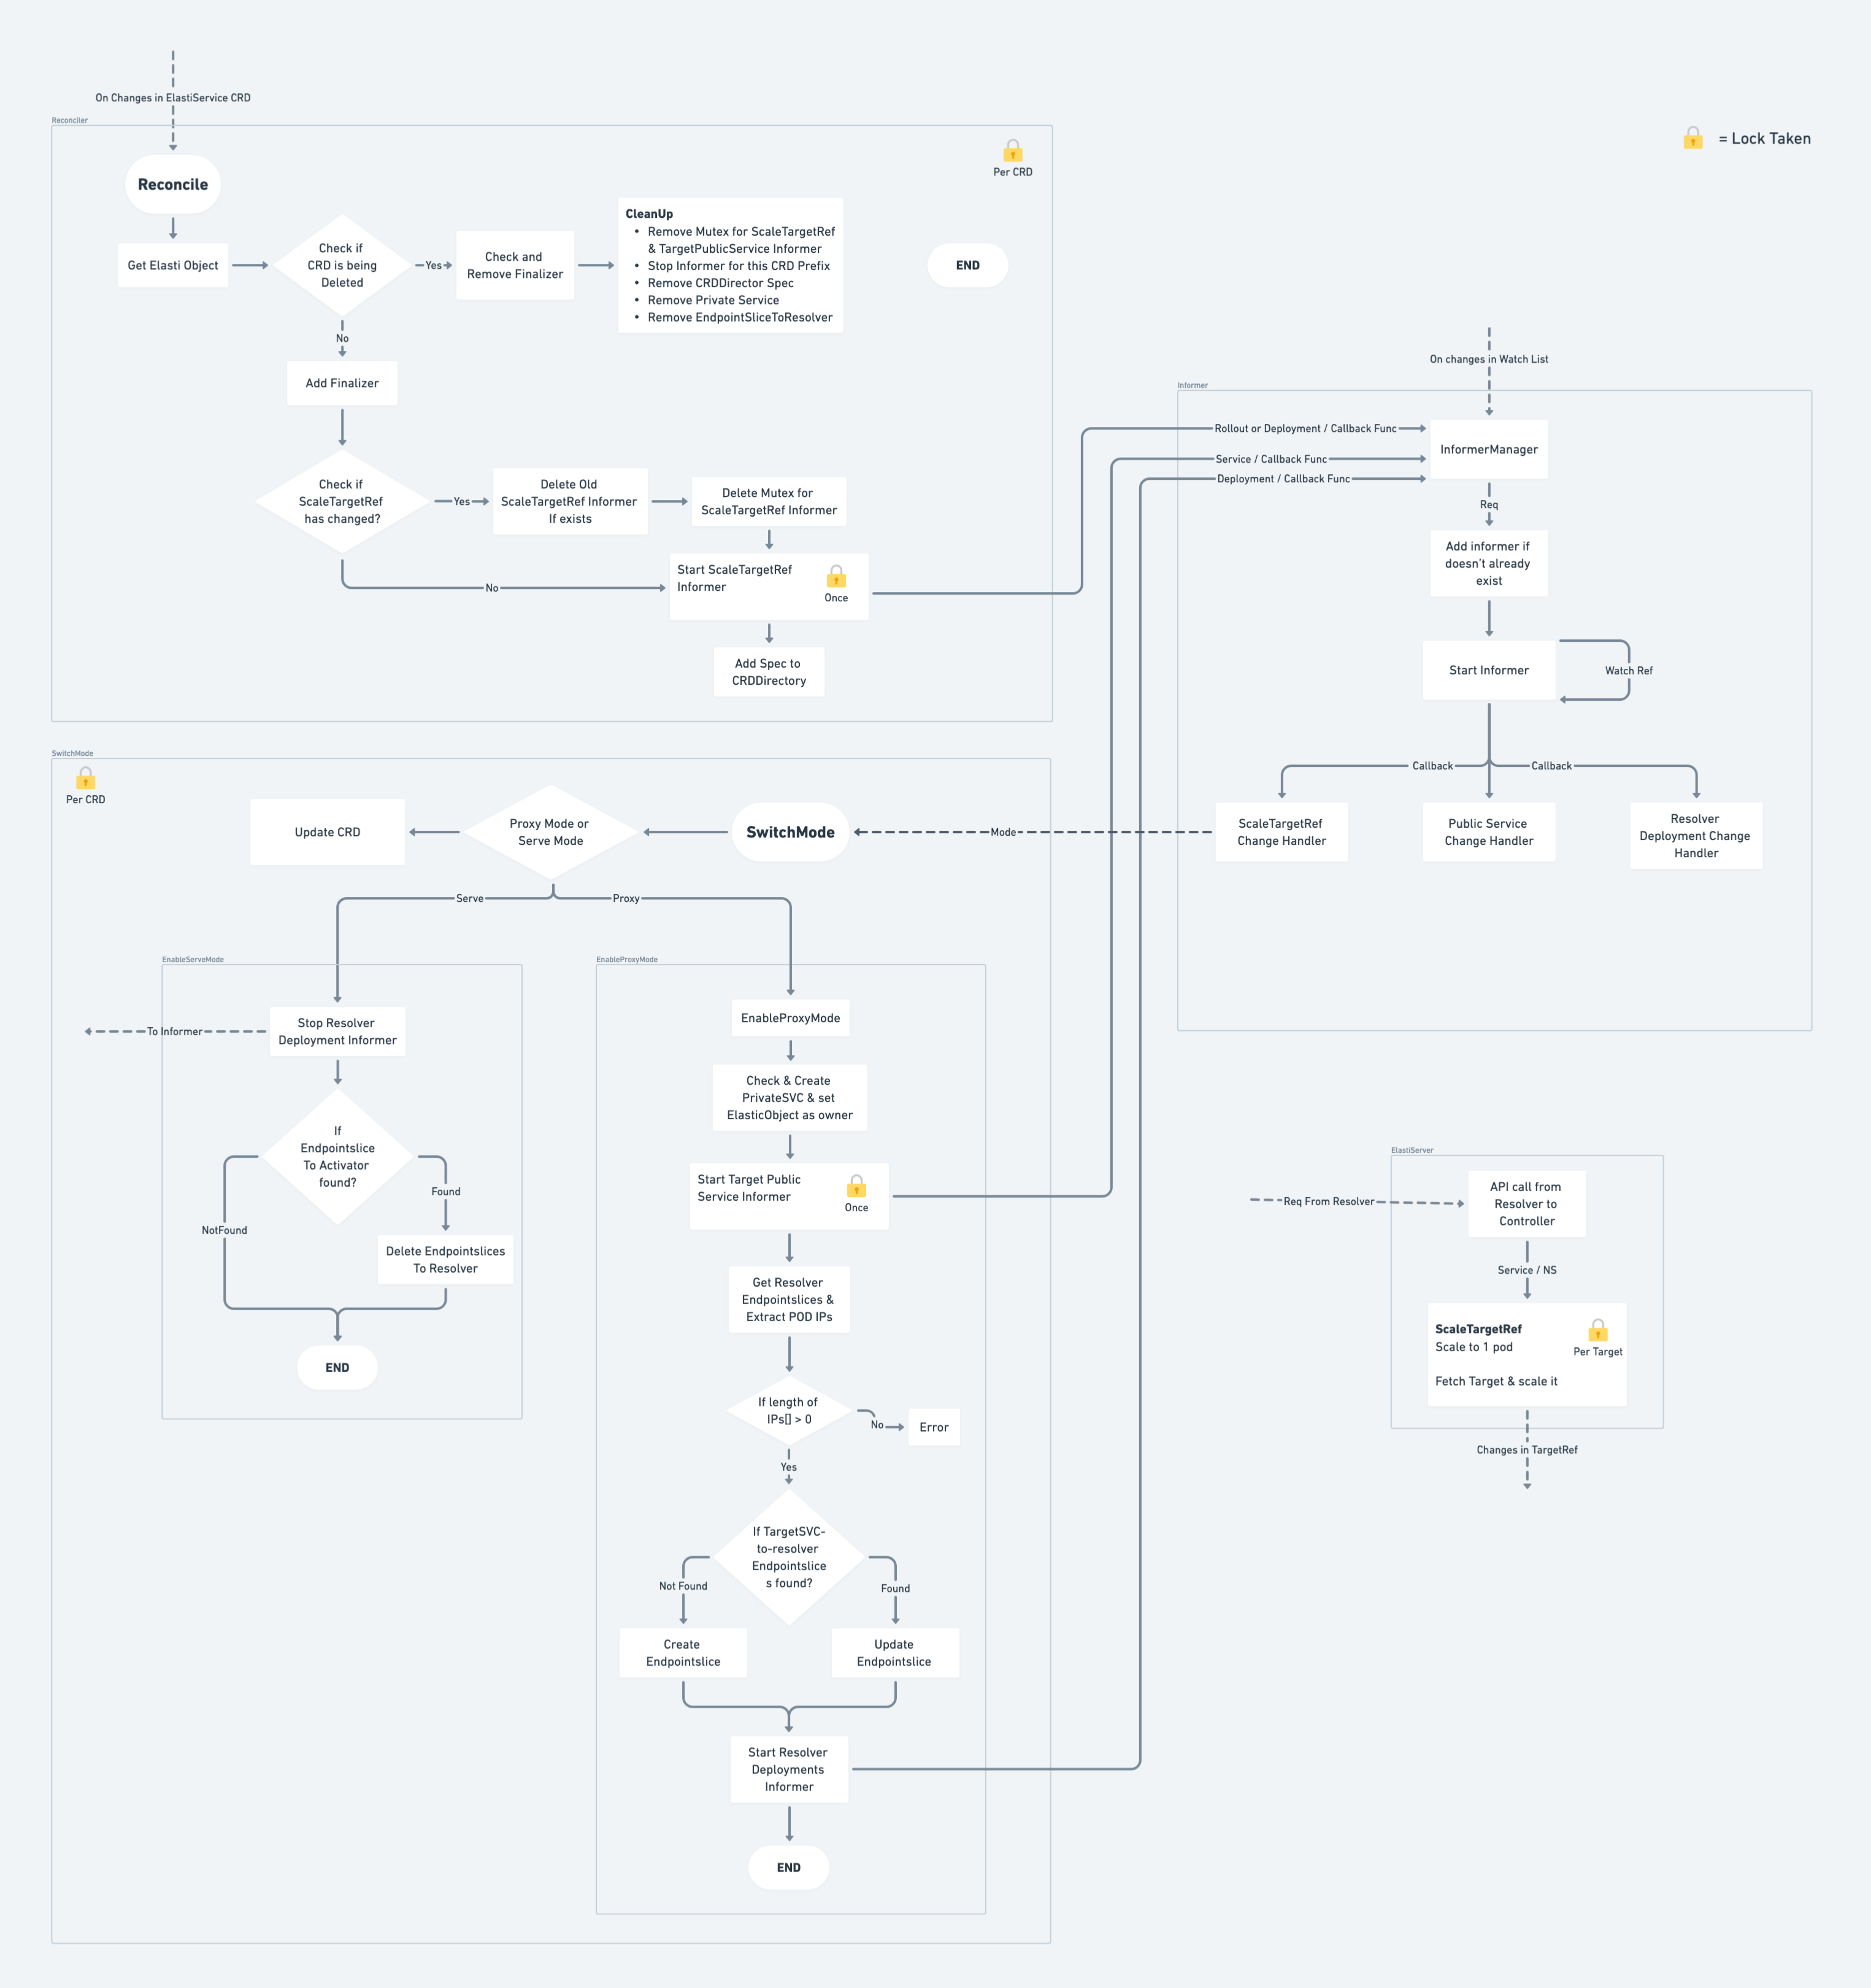 On Changes in ElastiService CRD
Reconciler
= Lock Taken
Per CRD
Reconcile
Get Elasti Object
Check if
CRD is being
Deleted
Yes
Check and
Remove Finalizer
CleanUp
• Remove Mutex for ScaleTargetRef
& TargetPublicService Informer
• Stop Informer for this CRD Prefix
• Remove CRDDirector Spec
• Remove Private Service
• Remove EndpointSliceToResolver
END
No
Add Finalizer
Check if
ScaleTargetRef
has changed?
Yes
Delete Old
ScaleTargetRef Informer
If exists
Delete Mutex for
ScaleTargetRef Informer
No
Start ScaleTargetRef
Informer
Once
Add Spec to
CRDDirectory
On changes in Watch List
Informer
Rollout or Deployment / Callback Func
Service / Callback Func
Deployment / Callback Func
InformerManager
Req
Add informer if
doesn't already
exist
Start Informer
Watch Ref
Callback
Callback
ScaleTargetRef
Change Handler
Public Service
Change Handler
Resolver
Deployment Change
Handler
Mode
SwitchMode
Per CRD
Update CRD
Proxy Mode or
Serve Mode
SwitchMode
Serve
Proxy
EnableServeMode
Stop Resolver
Deployment Informer
To Informer
If
Endpointslice
To Activator
found?
Found
NotFound
Delete Endpointslices
To Resolver
END
EnableProxyMode
EnableProxyMode
Check & Create
PrivateSVC & set
ElasticObject as owner
Start Target Public
Service Informer
Once
Get Resolver
Endpointslices &
Extract POD IPs
If length of
IPs[] > 0
No
Error
Yes
If TargetSVC-
to-resolver
Endpointslice
s found?
Not Found
Found
Create
Endpointslice
Update
Endpointslice
Start Resolver
Deployments
Informer
END
ElastiServer
Req From Resolver
API call from
Resolver to
Controller
Service / NS
ScaleTargetRef
Scale to 1 pod
Per Target
Fetch Target & scale it
Changes in TargetRef